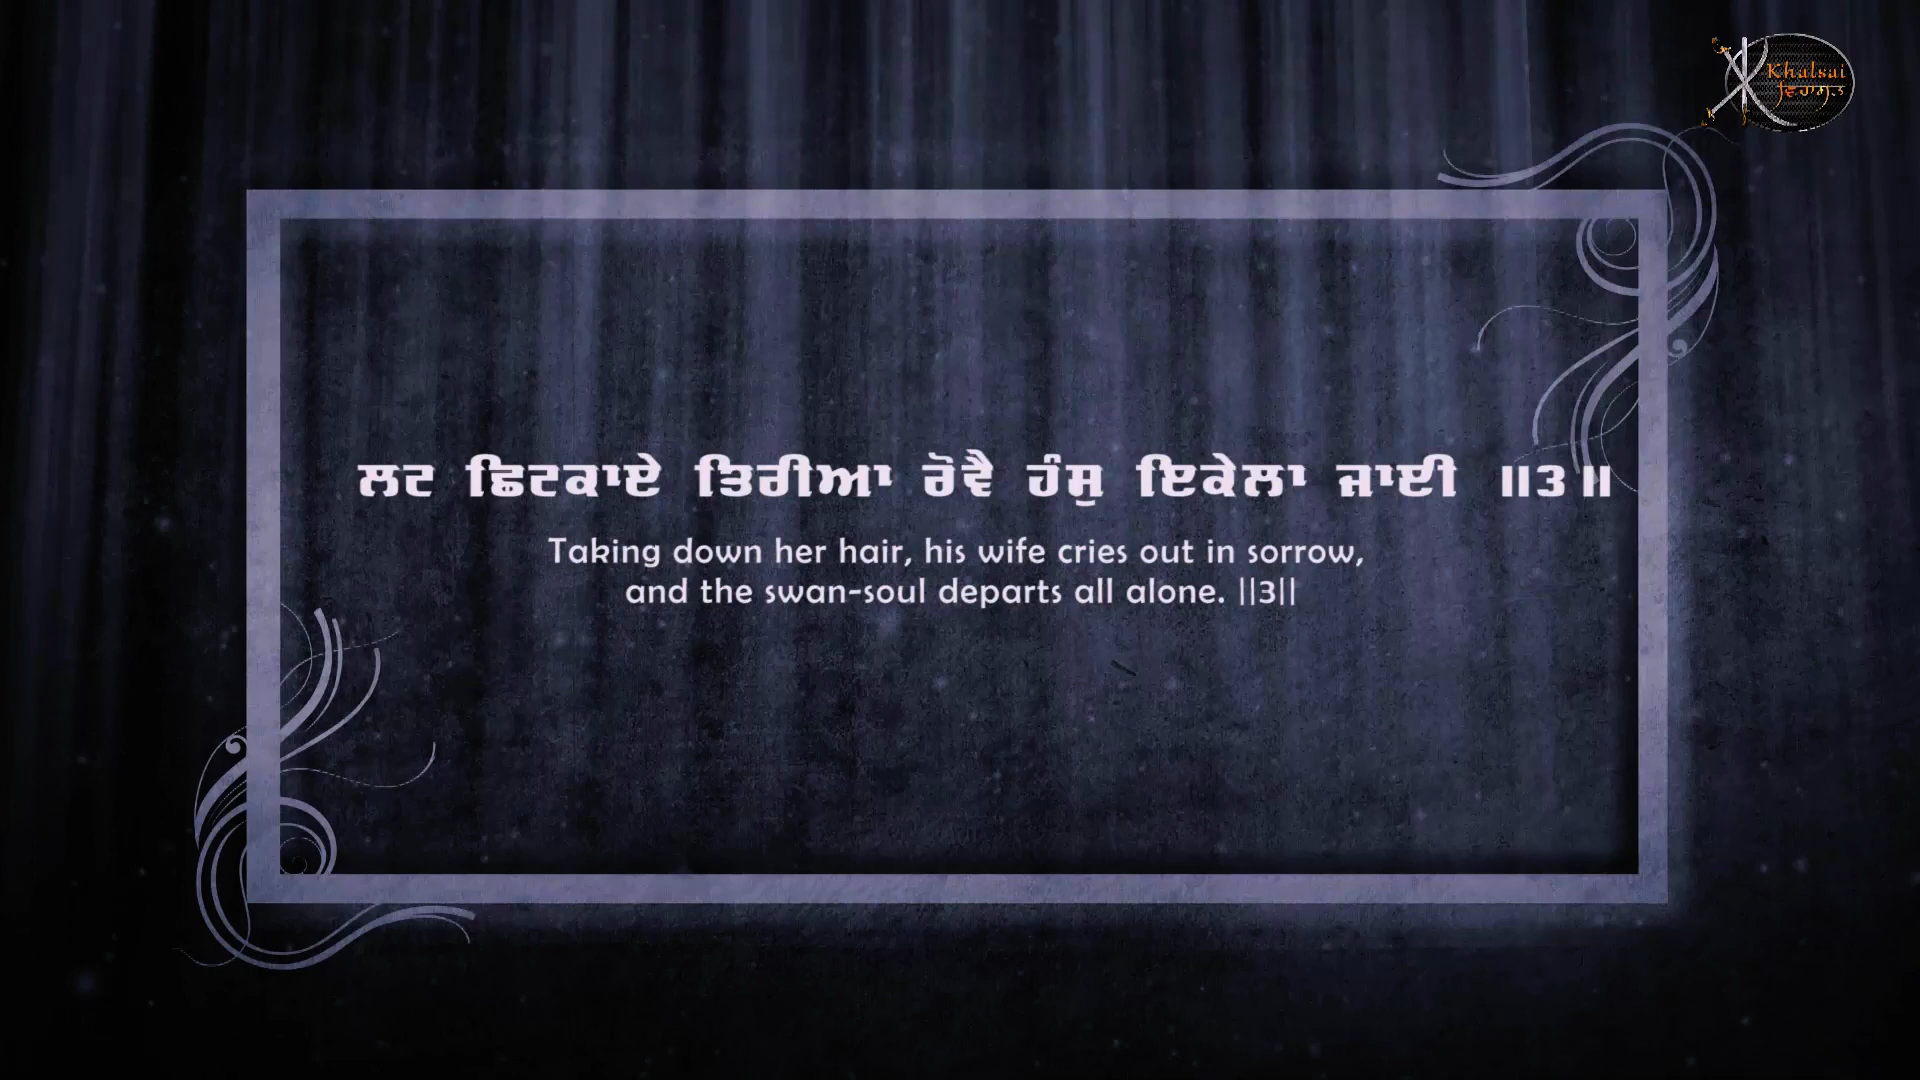 Khalsai
ਵਿਰਾਸਤ
ਲਟ ਛਿਟਕਾਏ ਤਿਰੀਆ ਰੋਵੈ ਹੰਸੁ ਇਕੇਲਾ ਜਾਈ ॥੩॥
Taking down her hair, his wife cries out in sorrow,
and the swan-soul departs all alone. ||3||